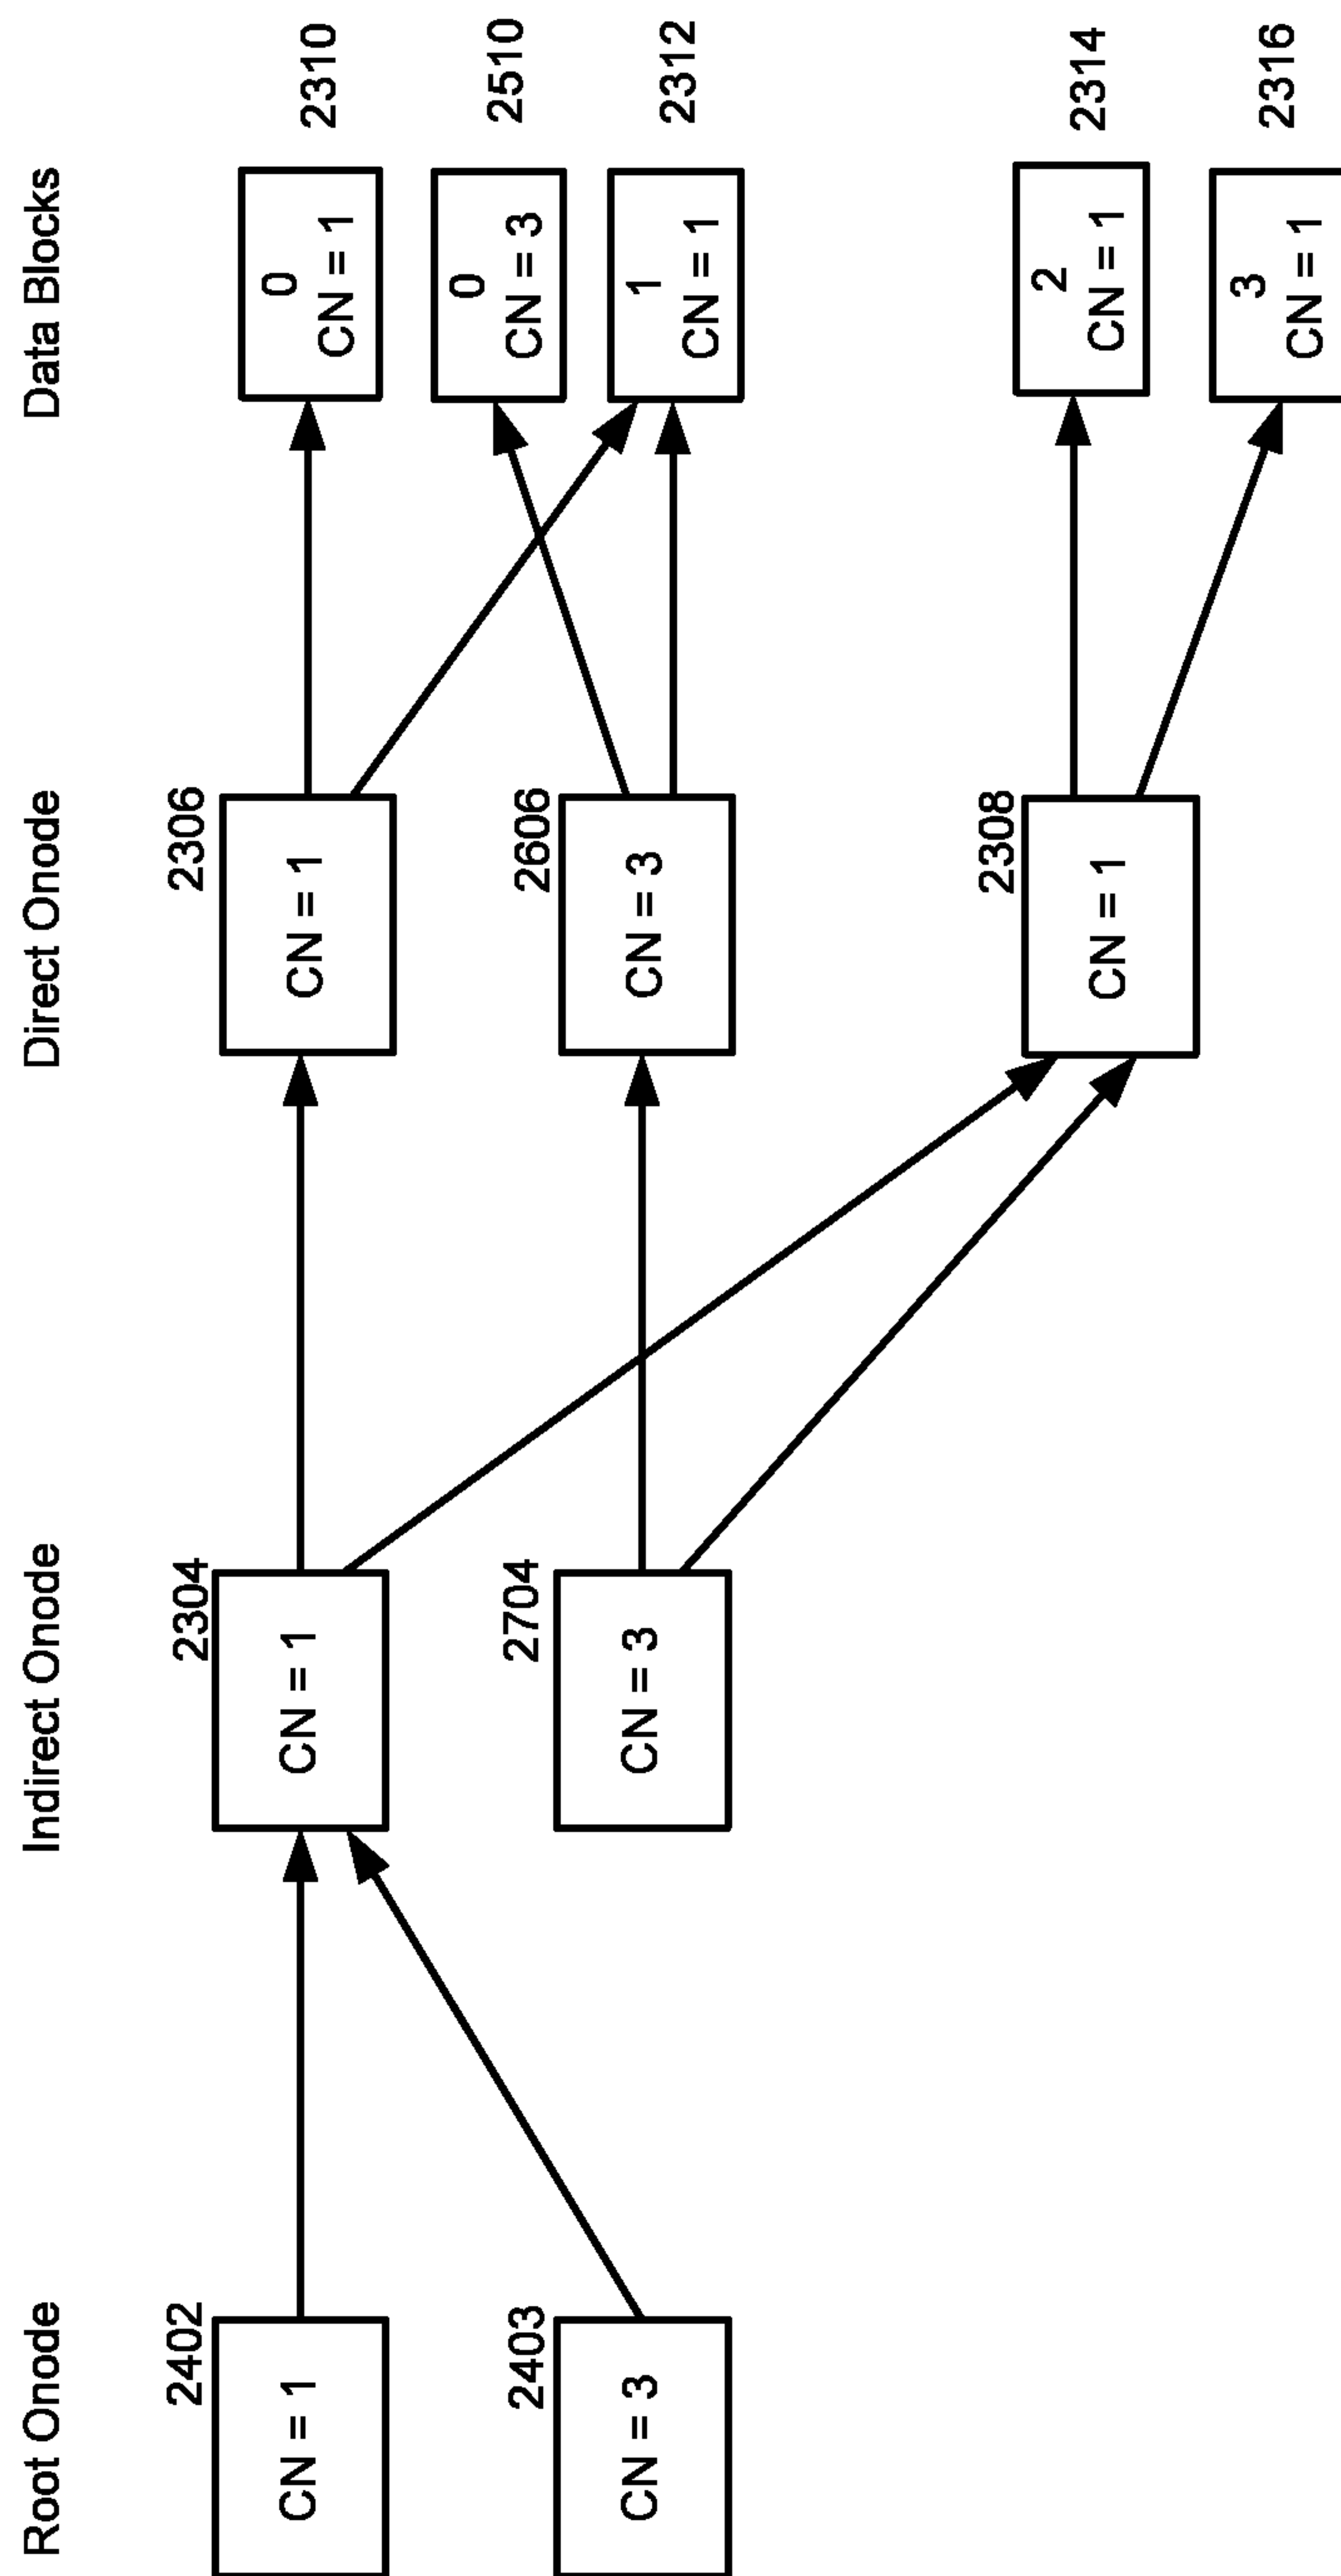 Root Onode
Indirect Onode
Direct Onode
Data Blocks
2402
CN = 1
2403
CN = 3
2304
CN = 1
2704
CN = 3
2306
CN = 1
2606
CN = 3
2308
CN = 1
0
CN = 1
2310
0
CN = 3
2510
1
CN = 1
2312
2
CN = 1
2314
3
CN = 1
2316